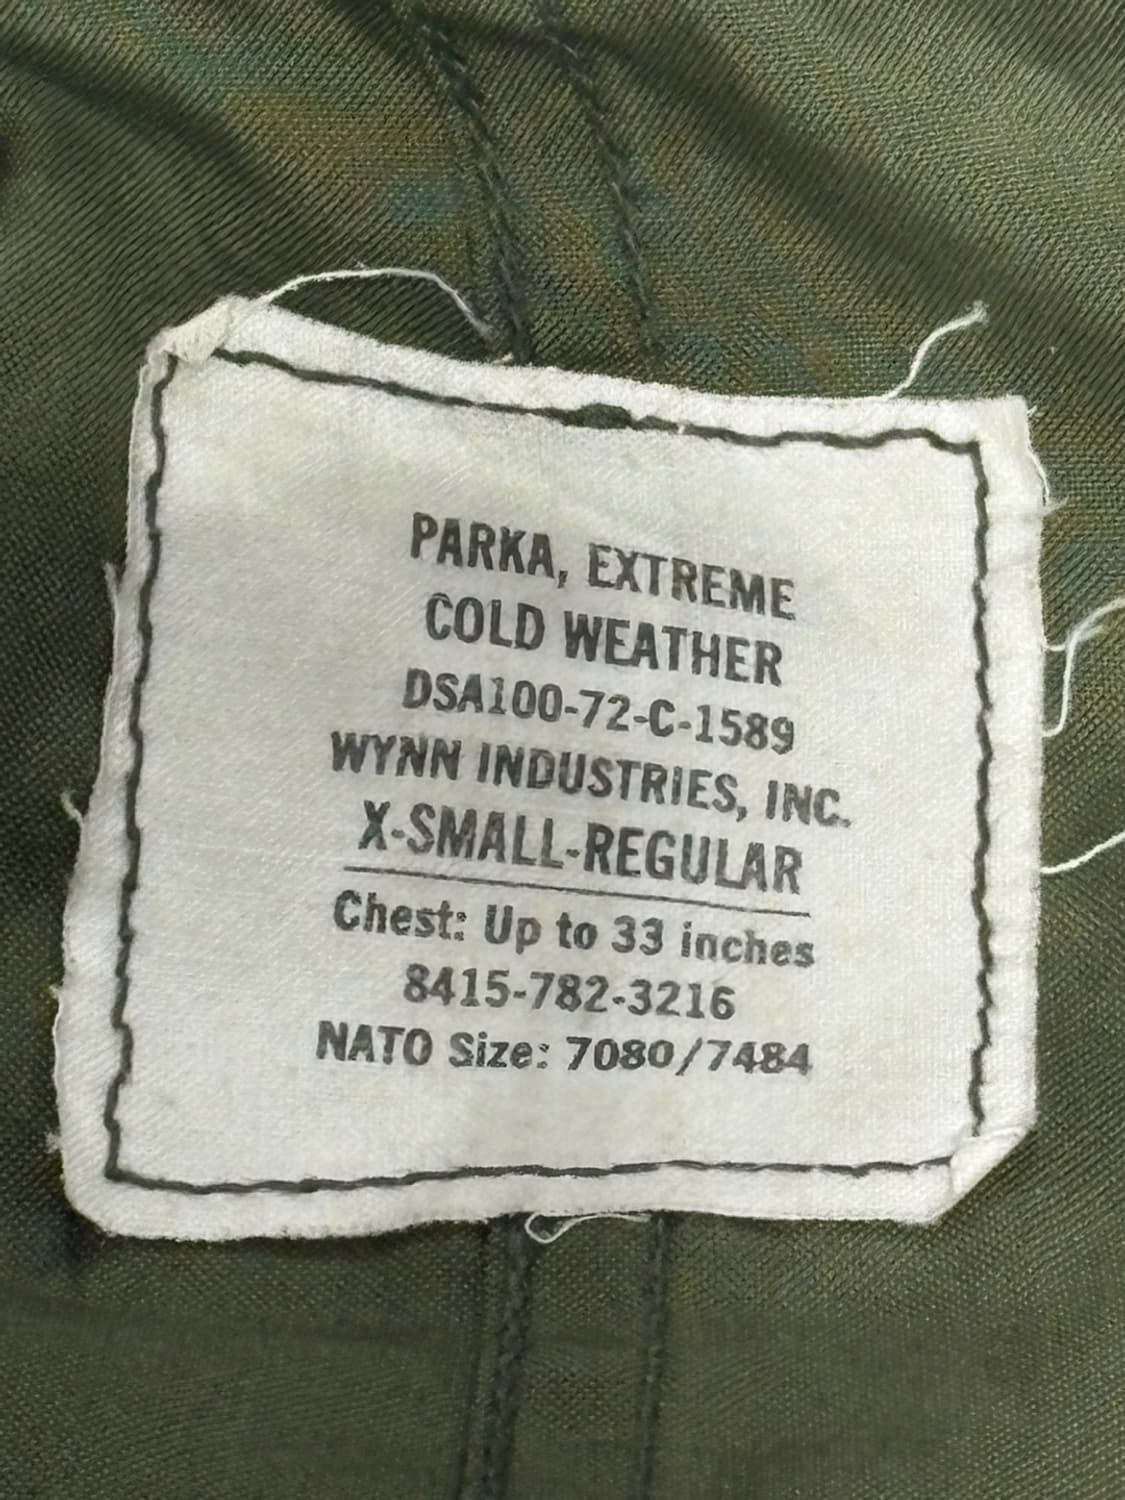 PARKA, EXTREME
COLD WEATHER
DSA100-72-C-1589
WYNN INDUSTRIES, INC.
X-SMALL-REGULAR
Chest: Up to 33 inches
8415-782-3216
NATO Size: 7080/7484